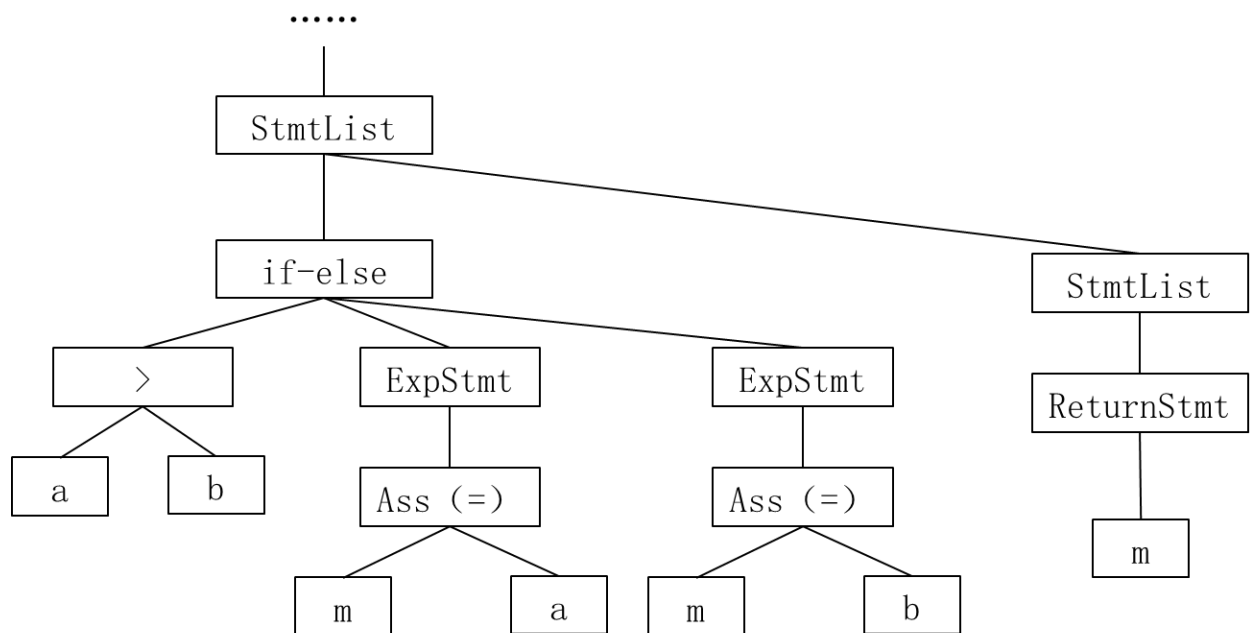 ……
StmtList
if-else
StmtList
>
ExpStmt
ExpStmt
ReturnStmt
a
b
Ass (=)
Ass (=)
m
m
a
m
b